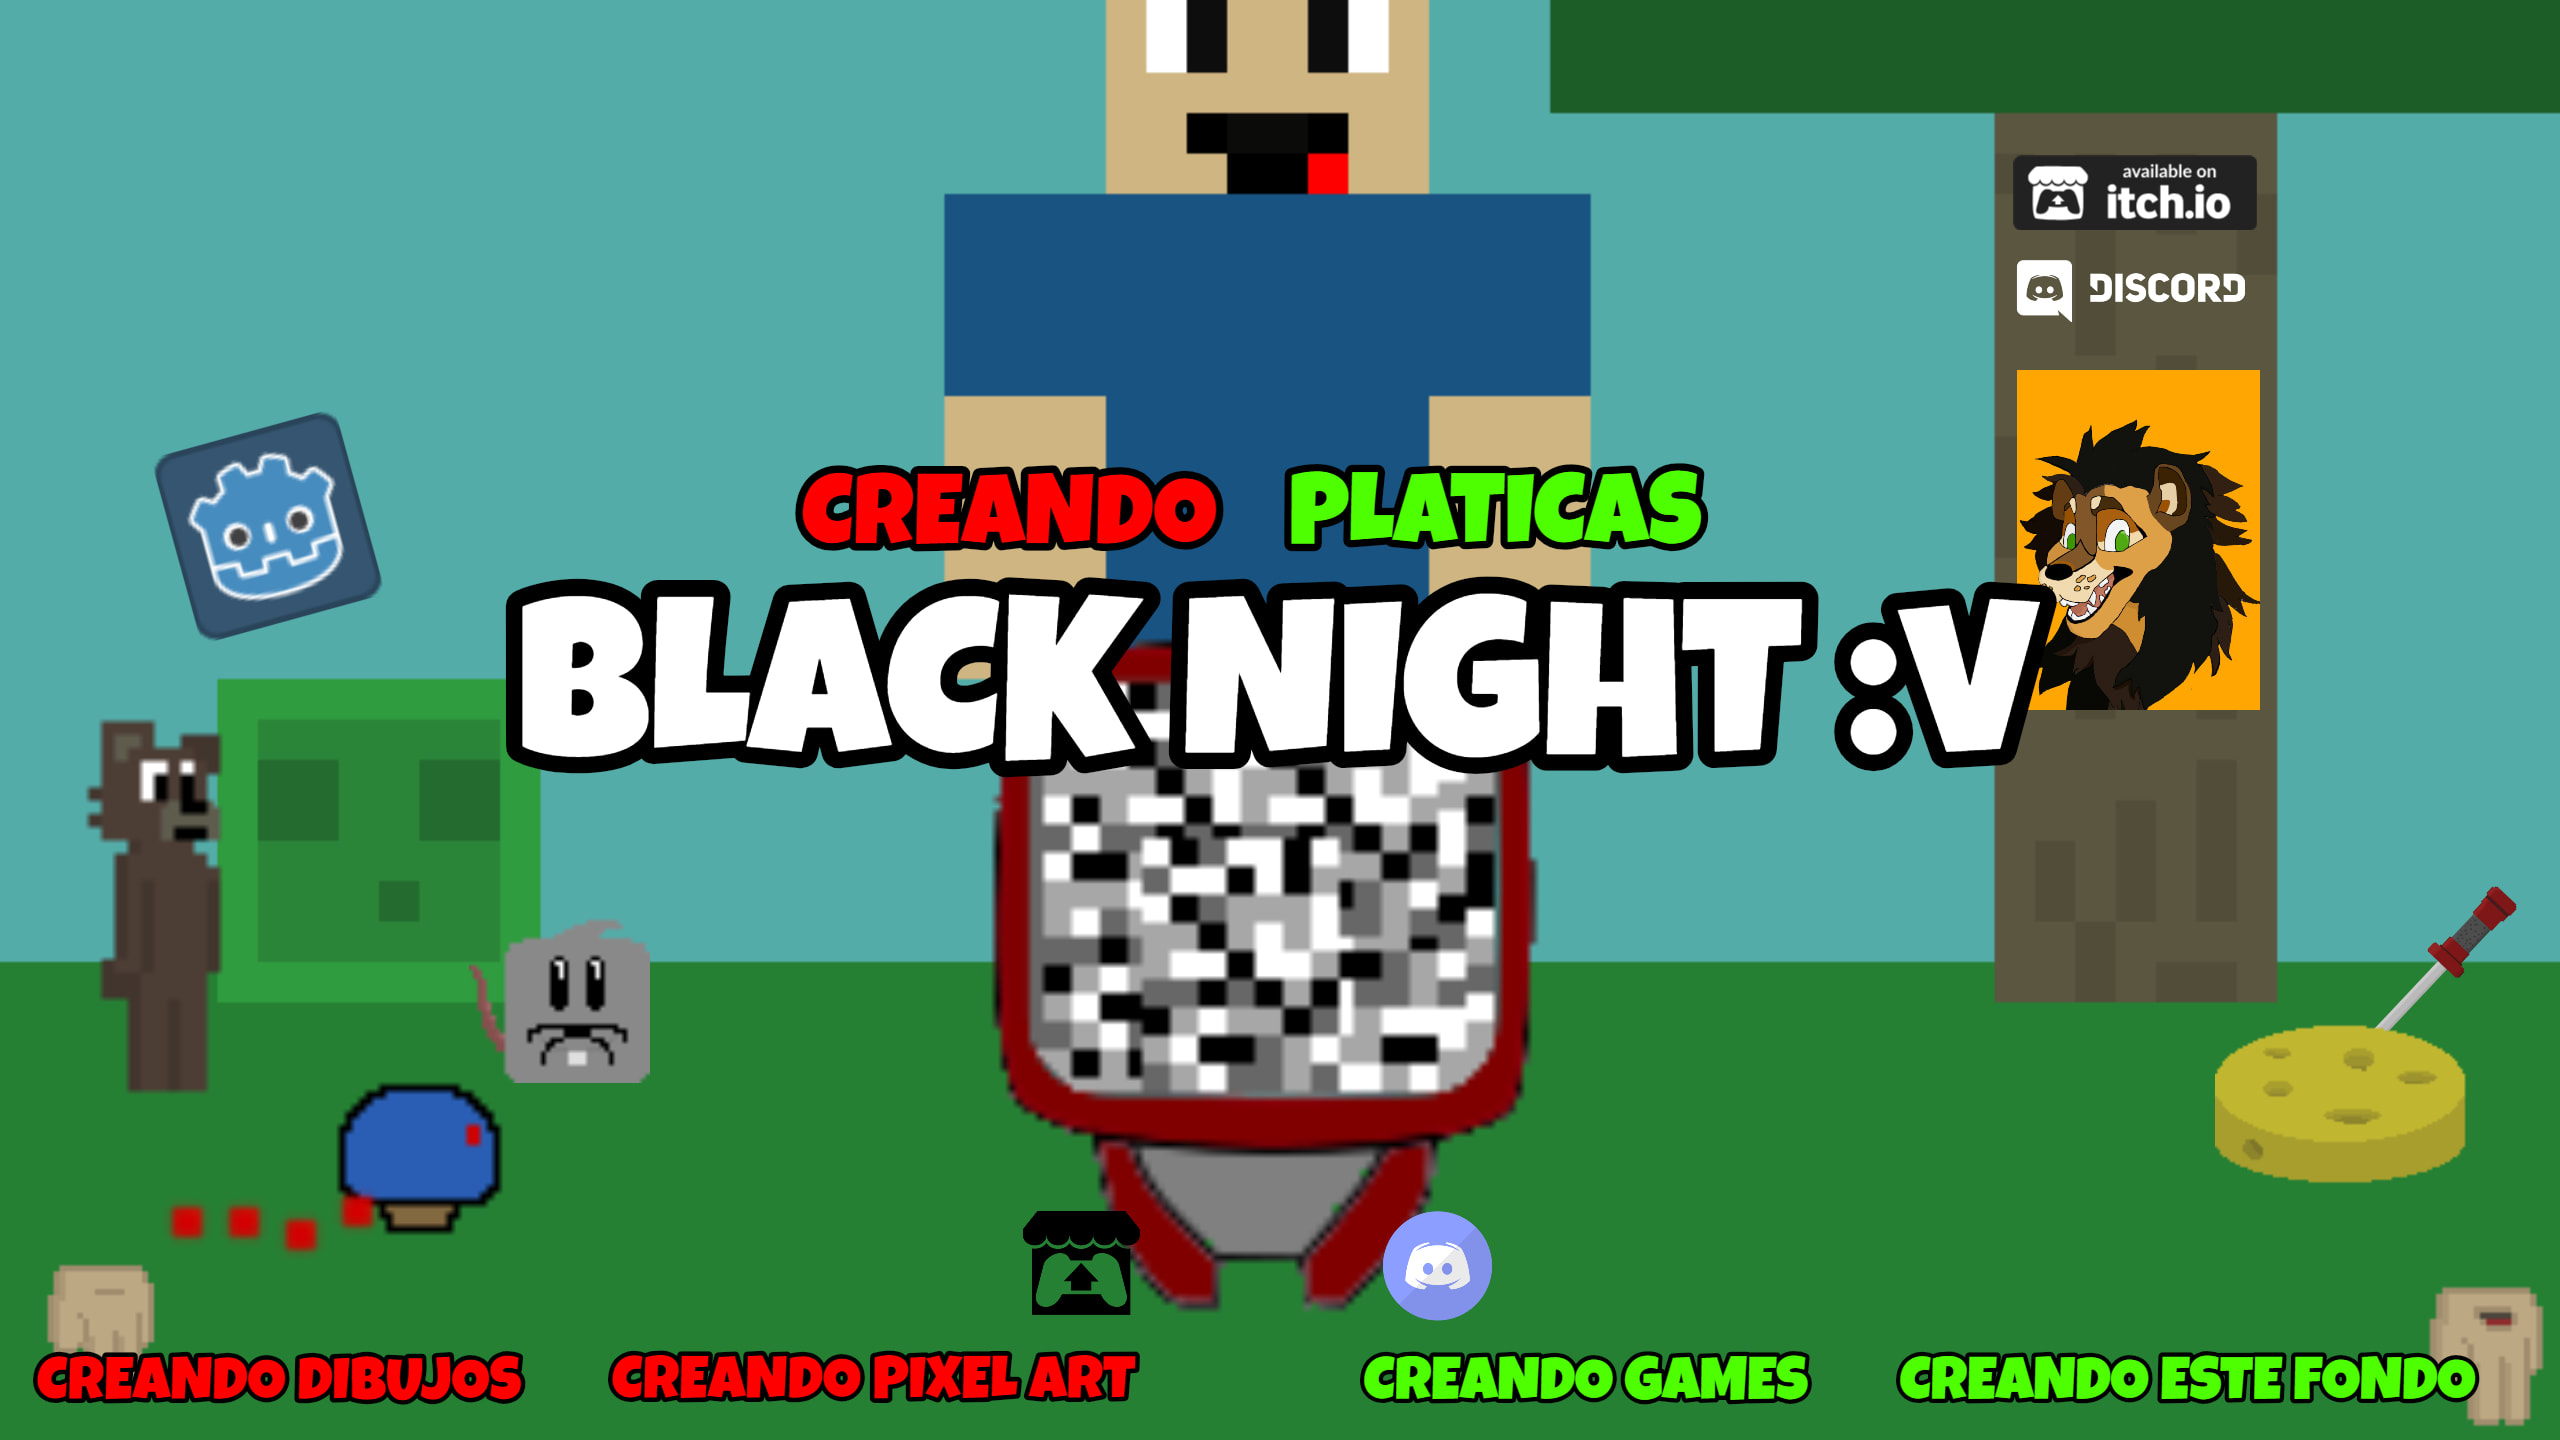 available on
itch.io
DISCORD
CREANDO PLATICAS
BLACK NIGHT :V
CREANDO DIBUJOS CREANDO PIXEL ART CREANDO GAMES CREANDO ESTE FONDO